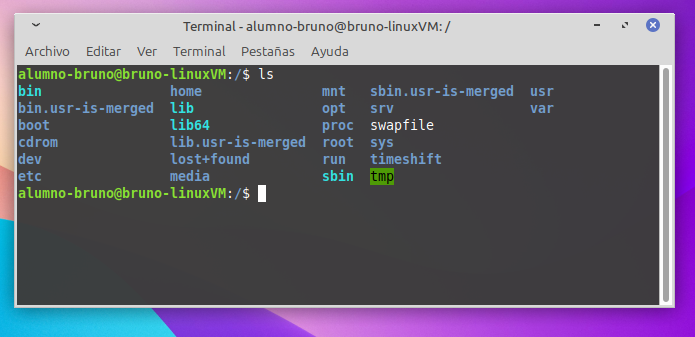 Terminal - alumno-bruno@bruno-linuxVM: /
Archivo Editar Ver Terminal Pestañas Ayuda
alumno-bruno@bruno-linuxVM:/$ ls
bin home mnt sbin.usr-is-merged usr
bin.usr-is-merged lib opt srv var
boot lib64 proc swapfile
cdrom lib.usr-is-merged root sys
dev lost+found run timeshift
etc media sbin tmp
alumno-bruno@bruno-linuxVM:/$